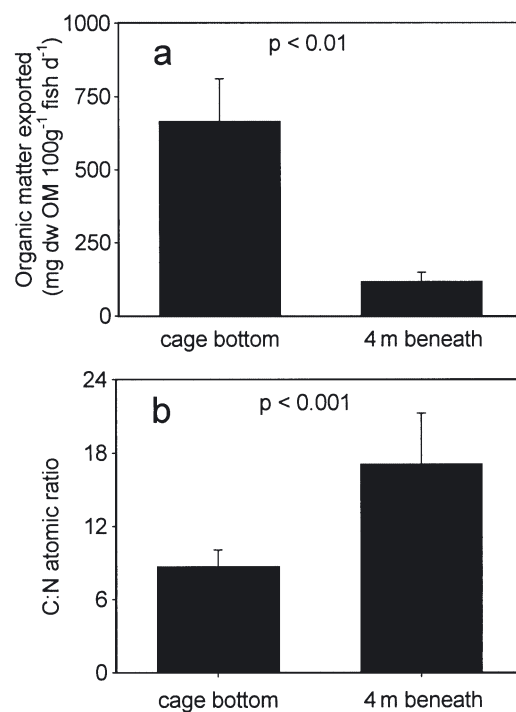 Organic matter exported
(mg dw OM 100g⁻¹ fish d⁻¹)
1000
750
500
250
0
a
p < 0.01
cage bottom
4 m beneath
C:N atomic ratio
24
18
12
6
0
b
p < 0.001
cage bottom
4 m beneath